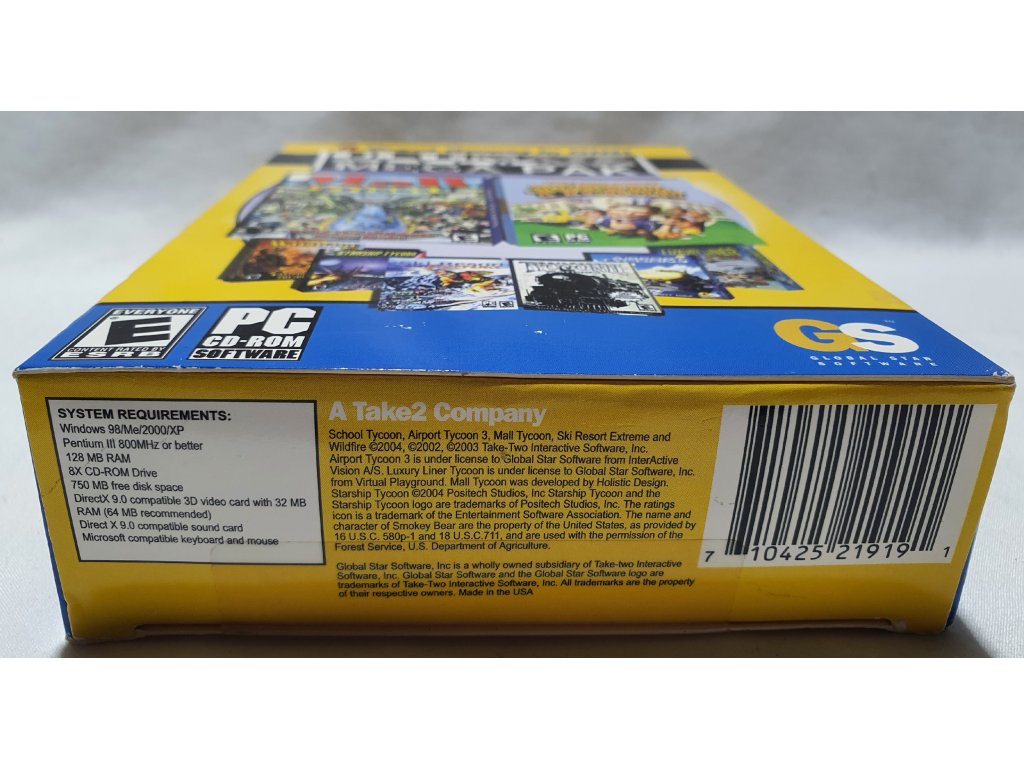 MEGA PAK
Mall
STARSHIP TYCOON
EVERYONE
E
CONTENT RATED BY
ESRB
PC
CD-ROM
SOFTWARE
GS
GLOBAL STAR
SOFTWARE
SYSTEM REQUIREMENTS:
Windows 98/Me/2000/XP
Pentium III 800MHz or better
128 MB RAM
8X CD-ROM Drive
750 MB free disk space
DirectX 9.0 compatible 3D video card with 32 MB
RAM (64 MB recommended)
Direct X 9.0 compatible sound card
Microsoft compatible keyboard and mouse
A Take2 Company
School Tycoon, Airport Tycoon 3, Mall Tycoon, Ski Resort Extreme and
Wildfire ©2004, ©2002, ©2003 Take-Two Interactive Software, Inc.
Airport Tycoon 3 is under license to Global Star Software from InterActive
Vision A/S. Luxury Liner Tycoon is under license to Global Star Software, Inc.
from Virtual Playground. Mall Tycoon was developed by Holistic Design.
Starship Tycoon ©2004 Positech Studios, Inc Starship Tycoon and the
Starship Tycoon logo are trademarks of Positech Studios, Inc. The ratings
icon is a trademark of the Entertainment Software Association. The name and
character of Smokey Bear are the property of the United States, as provided by
16 U.S.C. 580p-1 and 18 U.S.C.711, and are used with the permission of the
Forest Service, U.S. Department of Agriculture.
Global Star Software, Inc is a wholly owned subsidiary of Take-two Interactive
Software, Inc. Global Star Software and the Global Star Software logo are
trademarks of Take-Two Interactive Software, Inc. All trademarks are the property
of their respective owners. Made in the USA
7 10425 21919 1